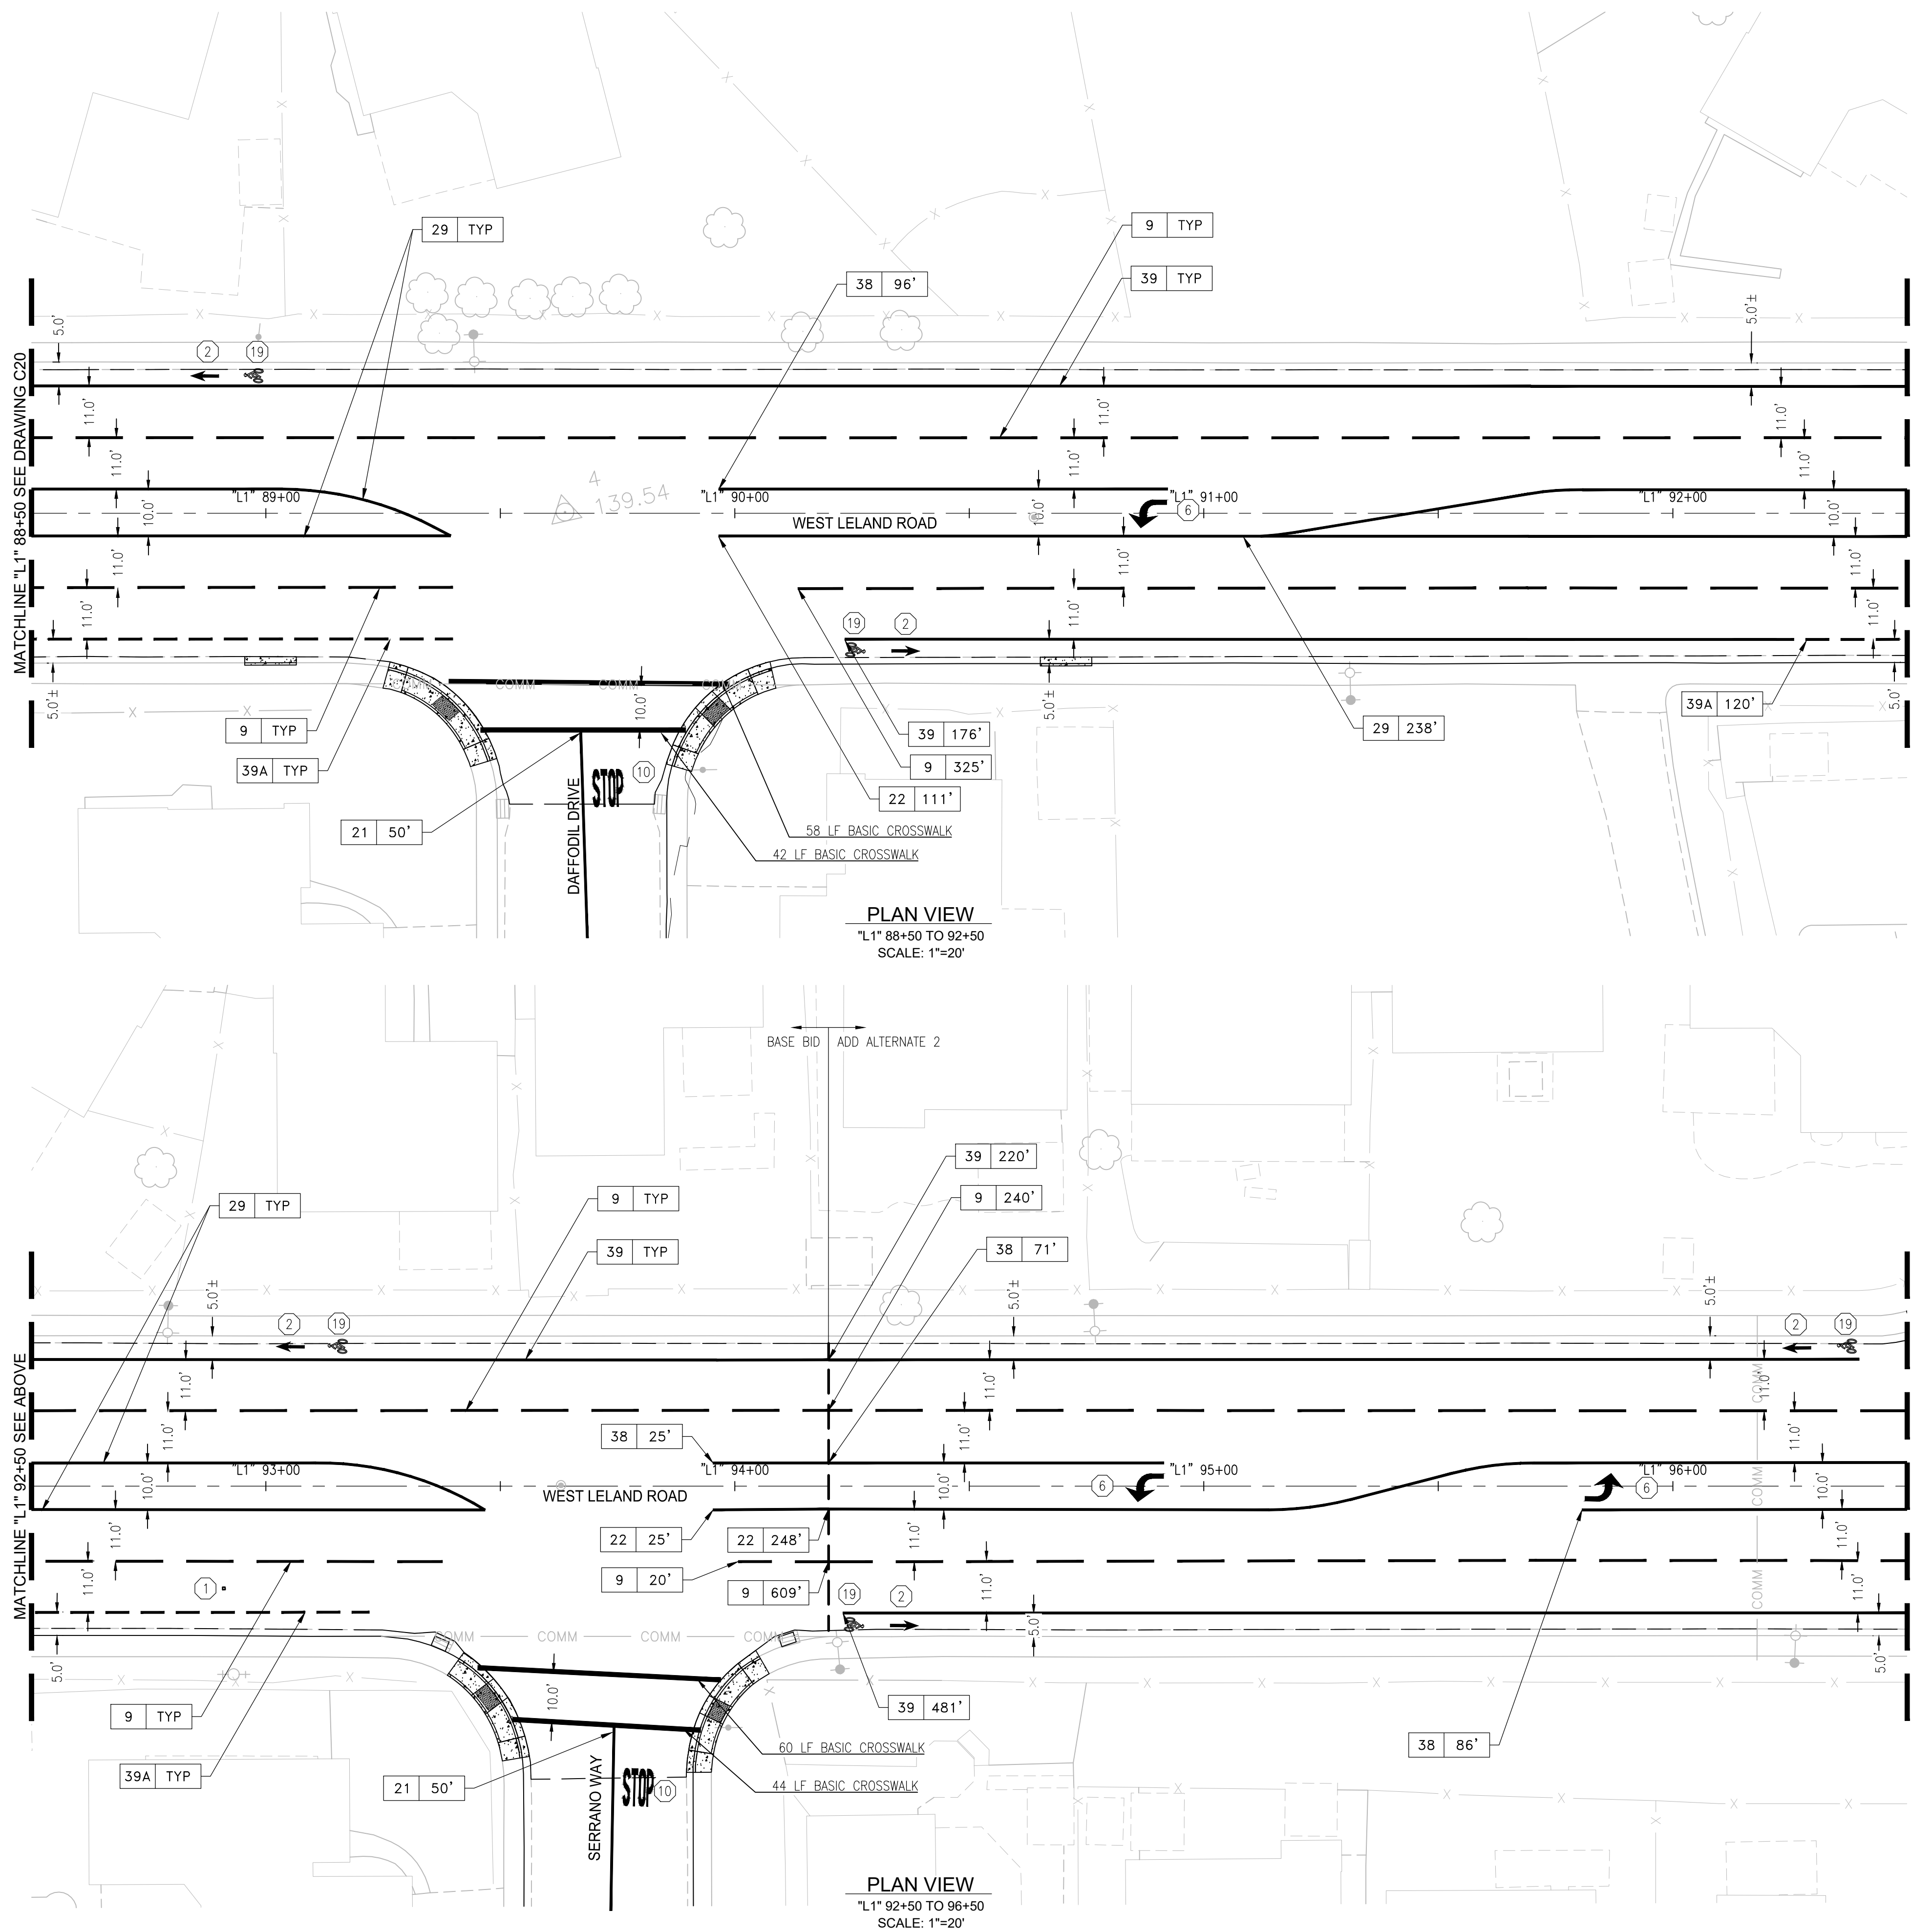 29 TYP
9 TYP
38 96'
39 TYP
5.0'
5.0'±
2 19
MATCHLINE "L1" 88+50 SEE DRAWING C20
11.0'
11.0'
11.0'
11.0'
11.0'
11.0'
"L1" 89+00
4
139.54
"L1" 90+00
"L1" 91+00
"L1" 92+00
10.0'
WEST LELAND ROAD
10.0'
6
10.0'
11.0'
11.0'
11.0'
11.0'
11.0'
11.0'
19 2
5.0'±
COMM COMM COMM COMM
10.0'
5.0'±
39A 120'
5.0'
9 TYP
39 176'
29 238'
39A TYP
10
STOP
9 325'
22 111'
21 50'
DAFFODIL DRIVE
58 LF BASIC CROSSWALK
42 LF BASIC CROSSWALK
PLAN VIEW
"L1" 88+50 TO 92+50
SCALE: 1"=20'
BASE BID ADD ALTERNATE 2
39 220'
29 TYP
9 TYP
9 240'
39 TYP
38 71'
5.0'±
5.0'±
5.0'±
2 19
2 19
MATCHLINE "L1" 92+50 SEE ABOVE
11.0'
11.0'
11.0'
COMM
11.0'
38 25'
11.0'
11.0'
"L1" 93+00
"L1" 94+00
"L1" 95+00
"L1" 96+00
10.0'
WEST LELAND ROAD
10.0'
6
6
COMM
10.0'
11.0'
22 25'
22 248'
11.0'
11.0'
11.0'
1
9 20'
9 609'
19 2
11.0'
COMM
11.0'
5.0'
COMM COMM COMM COMM
5.0'
5.0'
10.0'
9 TYP
39 481'
60 LF BASIC CROSSWALK
38 86'
39A TYP
21 50'
SERRANO WAY
STOP
10
44 LF BASIC CROSSWALK
PLAN VIEW
"L1" 92+50 TO 96+50
SCALE: 1"=20'